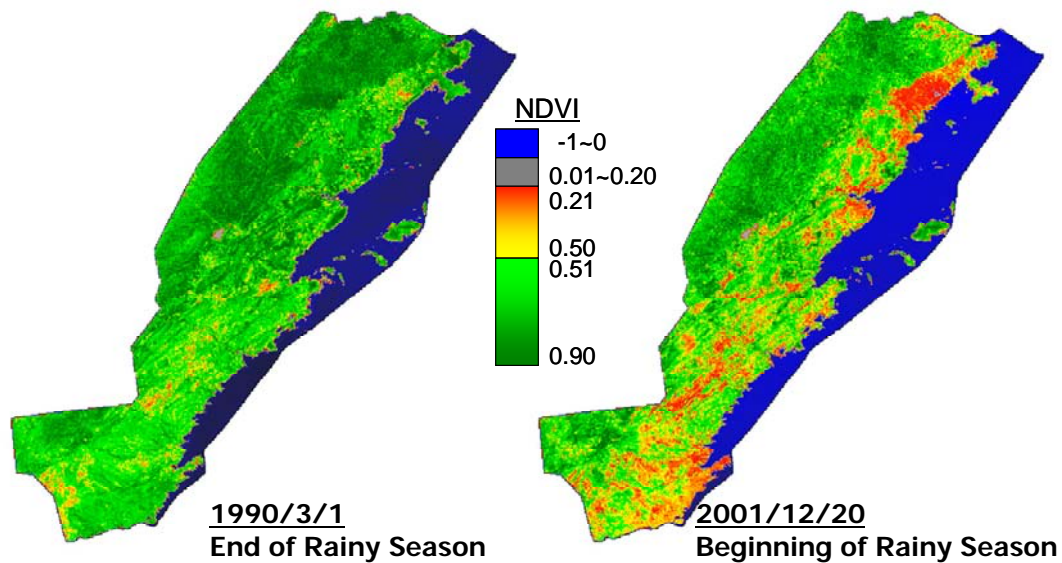 NDVI
-1~0
0.01~0.20
0.21
0.50
0.51
0.90
1990/3/1
End of Rainy Season
2001/12/20
Beginning of Rainy Season